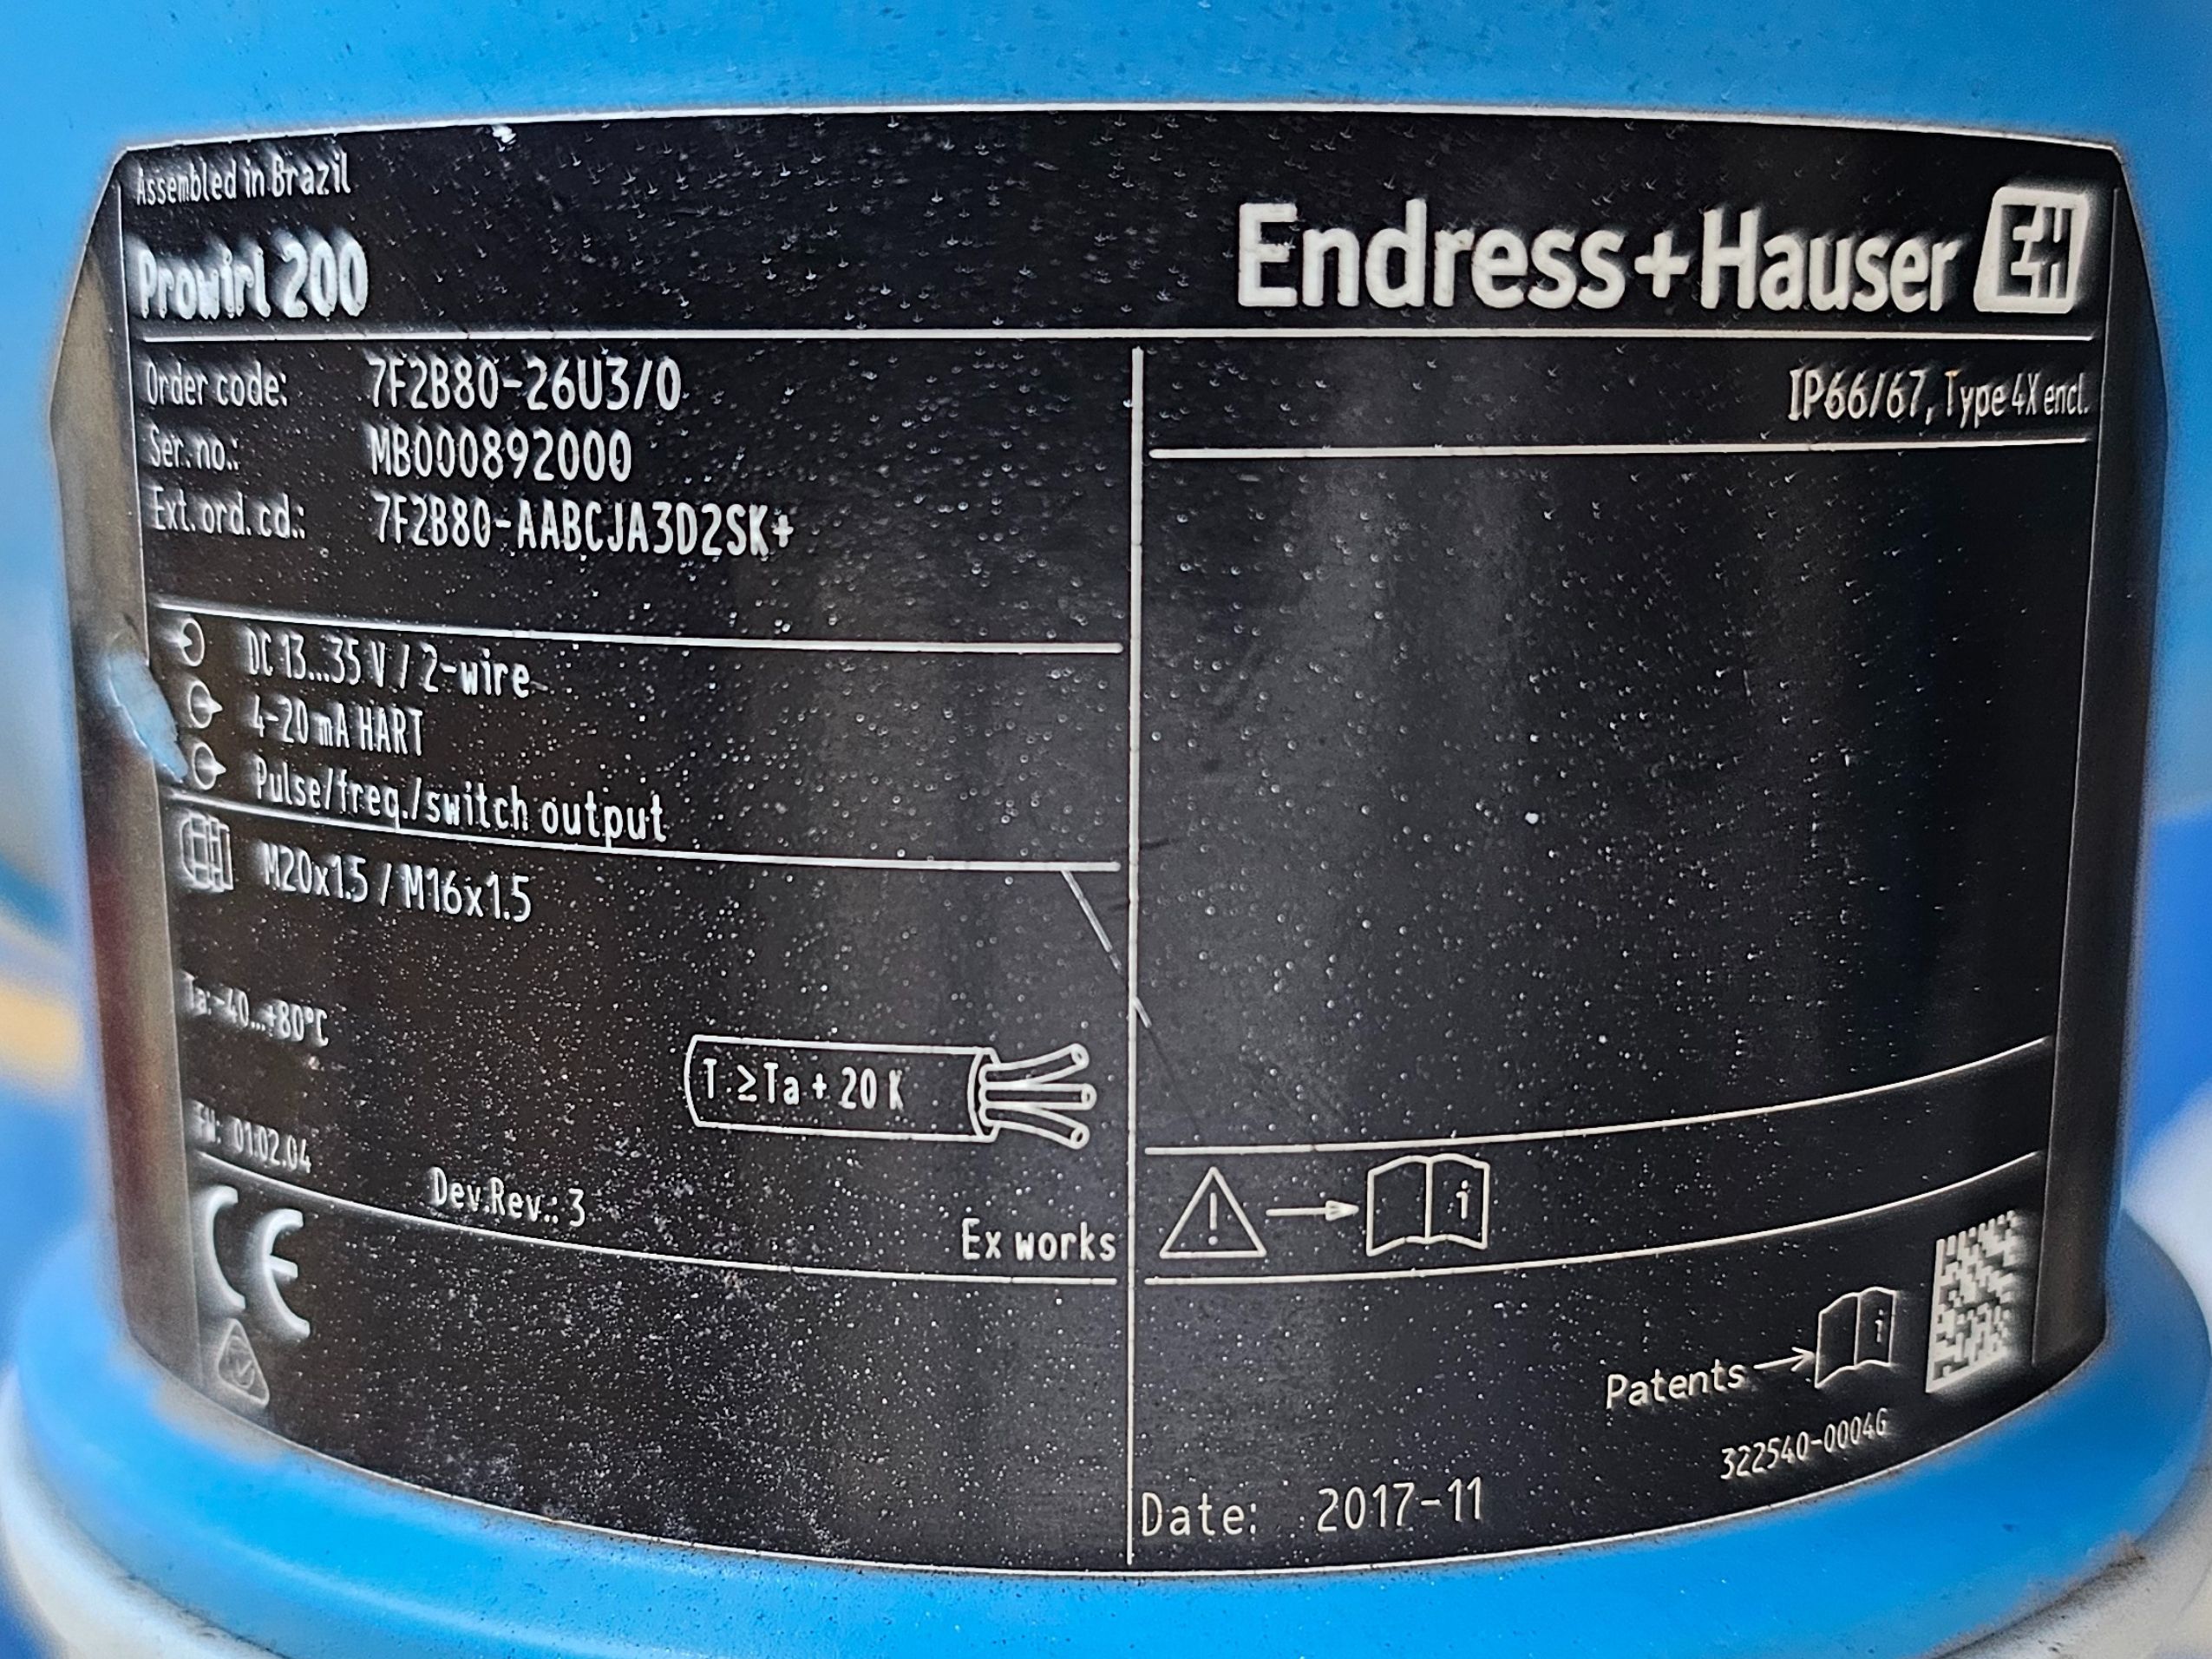 Assembled in Brazil
Prowirl 200
Endress+Hauser
Order code: 7F2B80-26U3/0
Ser. no.: MB000892000
Ext. ord. cd.: 7F2B80-AABCJA3D2SK+
IP66/67, Type 4X encl.
DC 13...35 V / 2-wire
4-20 mA HART
Pulse/freq./switch output
M20x1.5 / M16x1.5
Ta: -40...+80°C
T ≥ Ta + 20 K
FW: 01.02.04
Dev.Rev.: 3
Ex works
i
CE
Patents → i
322540-0004G
Date: 2017-11